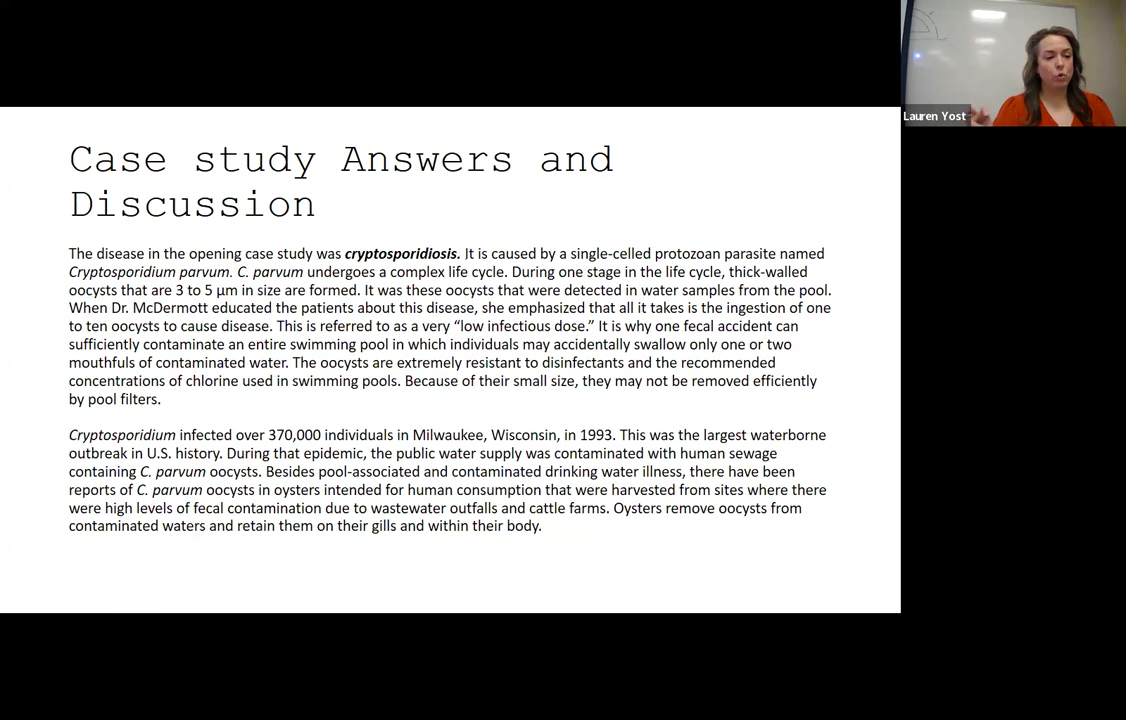 Case study Answers and
Discussion
The disease in the opening case study was cryptosporidiosis. It is caused by a single-celled protozoan parasite named
Cryptosporidium parvum. C. parvum undergoes a complex life cycle. During one stage in the life cycle, thick-walled
oocysts that are 3 to 5 µm in size are formed. It was these oocysts that were detected in water samples from the pool.
When Dr. McDermott educated the patients about this disease, she emphasized that all it takes is the ingestion of one
to ten oocysts to cause disease. This is referred to as a very “low infectious dose.” It is why one fecal accident can
sufficiently contaminate an entire swimming pool in which individuals may accidentally swallow only one or two
mouthfuls of contaminated water. The oocysts are extremely resistant to disinfectants and the recommended
concentrations of chlorine used in swimming pools. Because of their small size, they may not be removed efficiently
by pool filters.
Cryptosporidium infected over 370,000 individuals in Milwaukee, Wisconsin, in 1993. This was the largest waterborne
outbreak in U.S. history. During that epidemic, the public water supply was contaminated with human sewage
containing C. parvum oocysts. Besides pool-associated and contaminated drinking water illness, there have been
reports of C. parvum oocysts in oysters intended for human consumption that were harvested from sites where there
were high levels of fecal contamination due to wastewater outfalls and cattle farms. Oysters remove oocysts from
contaminated waters and retain them on their gills and within their body.
Lauren Yost